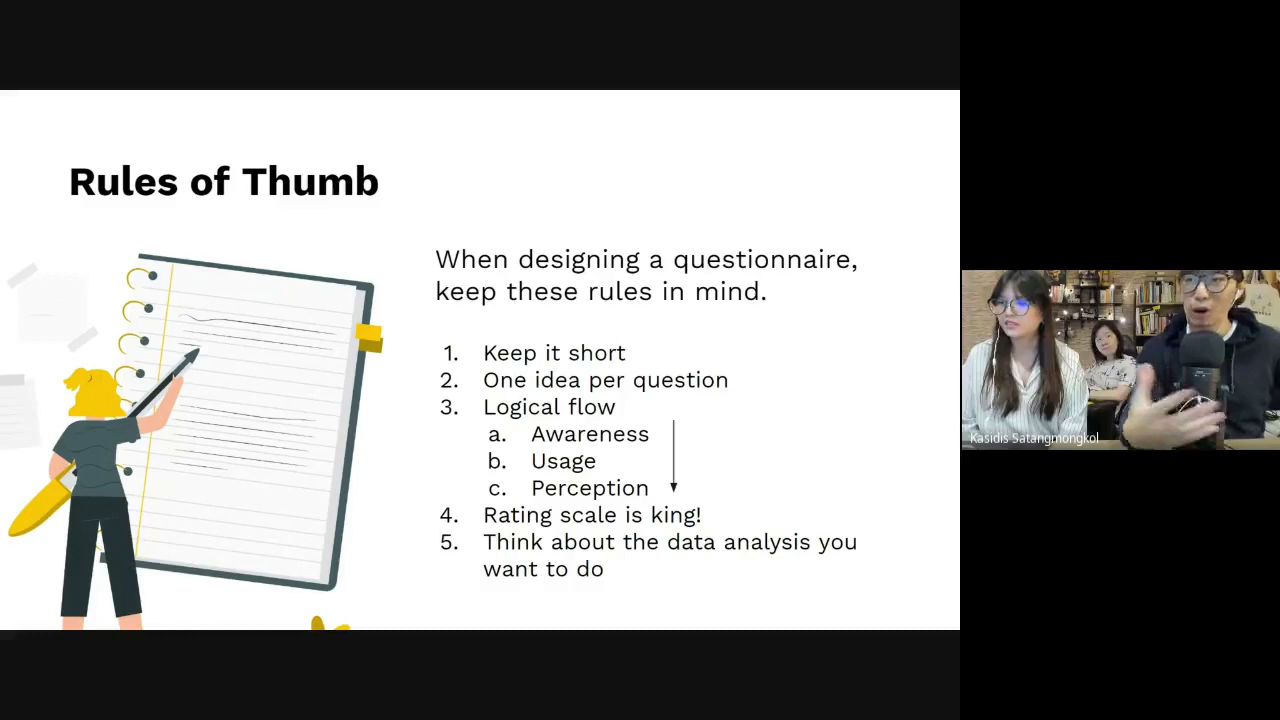 Rules of Thumb
When designing a questionnaire,
keep these rules in mind.
1. Keep it short
2. One idea per question
3. Logical flow
a. Awareness
b. Usage
c. Perception
4. Rating scale is king!
5. Think about the data analysis you
want to do
Kasidis Satangmongkol